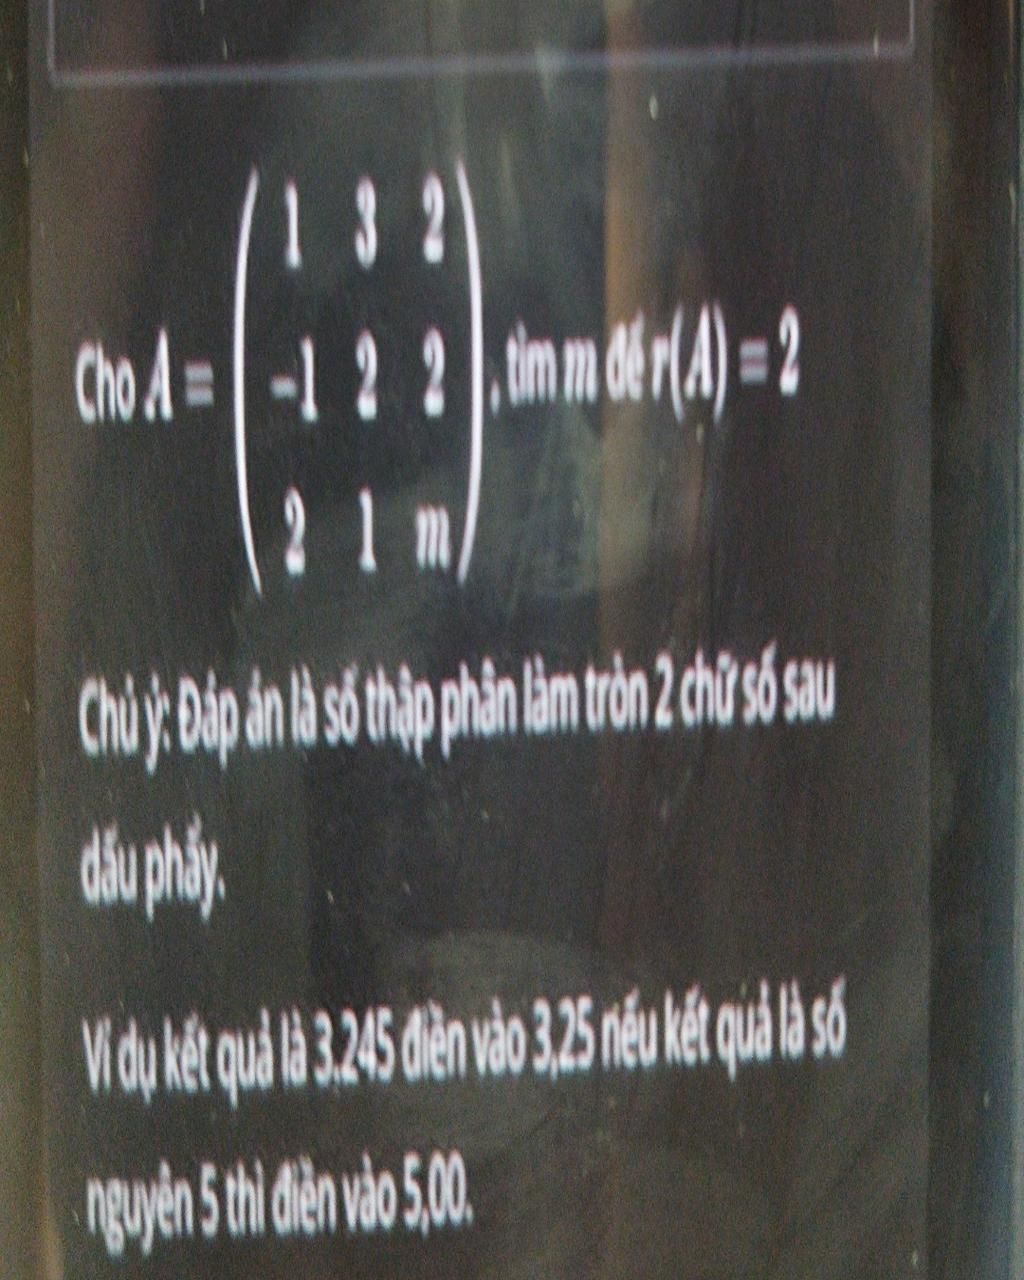 Cho A = ( 1 3 2
-1 2 2
2 1 m ) , tìm m để r(A) = 2
Chú ý: Đáp án là số thập phân làm tròn 2 chữ số sau
dấu phẩy.
Ví dụ kết quả là 3.245 điền vào 3,25 nếu kết quả là số
nguyên 5 thì điền vào 5,00.